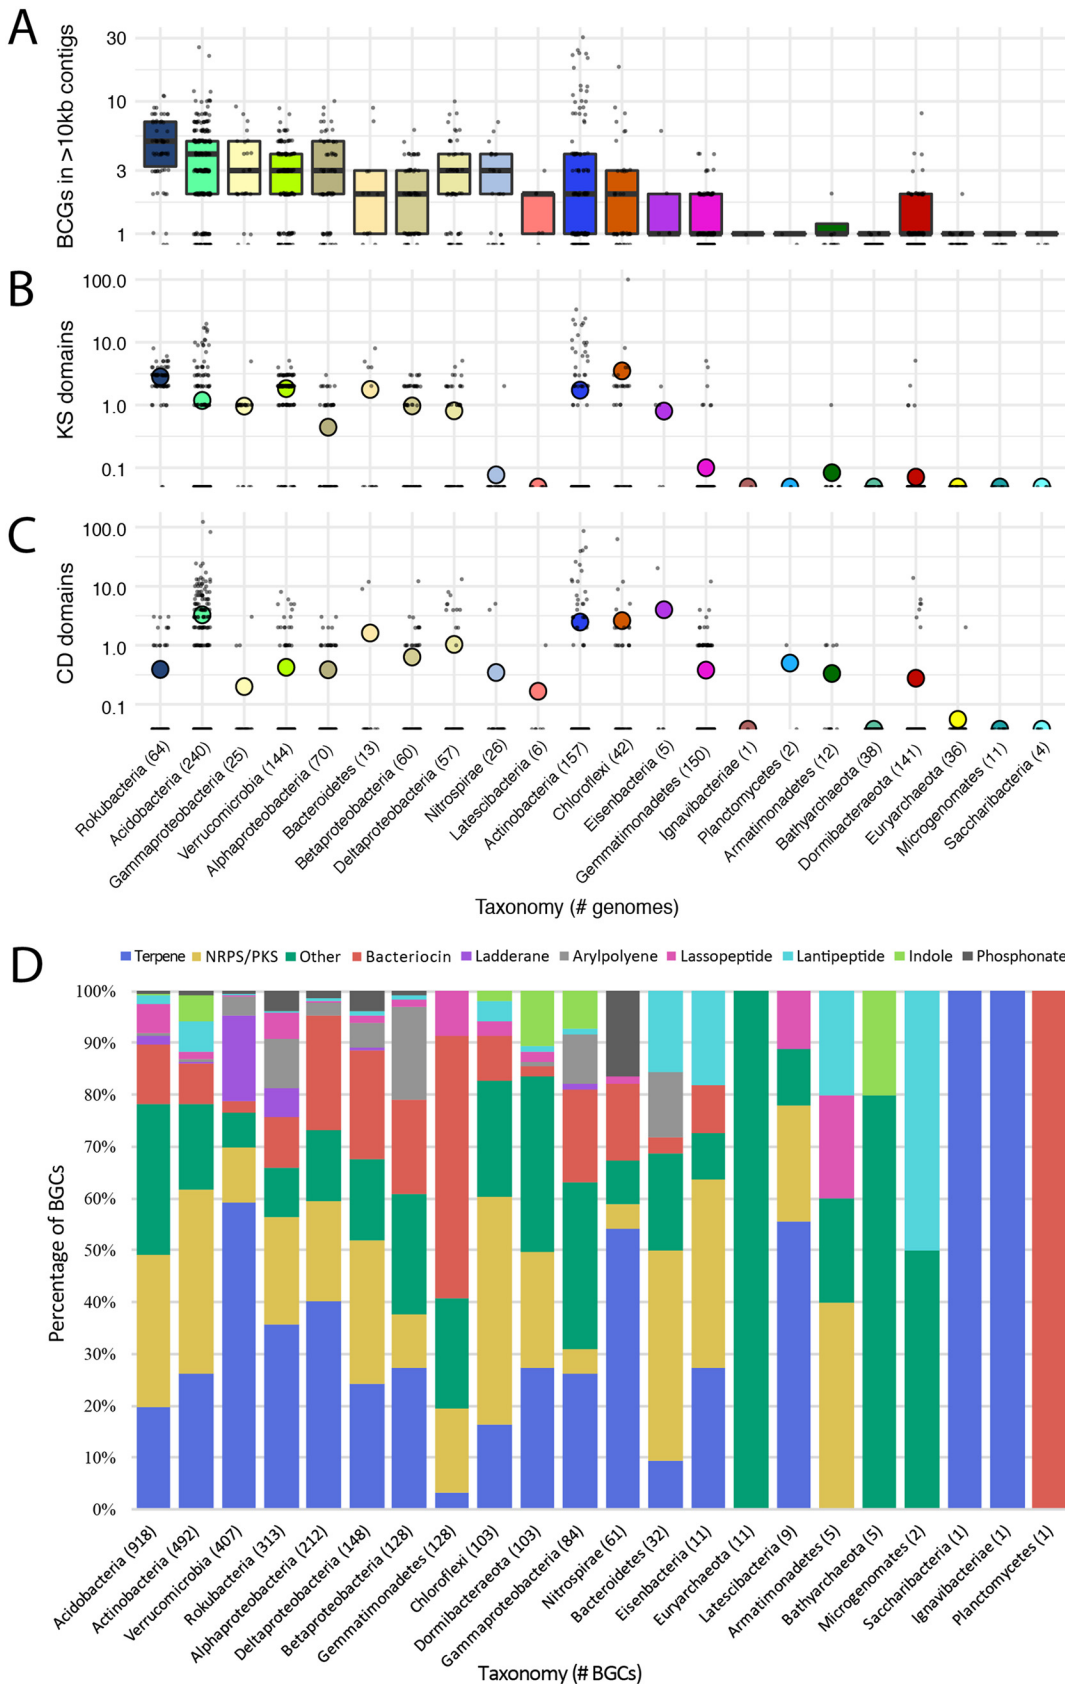 A
BCGs in >10kb contigs
30
10
3
1
B
KS domains
100.0
10.0
1.0
0.1
C
CD domains
100.0
10.0
1.0
0.1
Rokubacteria (64)
Acidobacteria (240)
Gammaproteobacteria (25)
Verrucomicrobia (144)
Alphaproteobacteria (70)
Bacteroidetes (13)
Betaproteobacteria (60)
Deltaproteobacteria (57)
Nitrospirae (26)
Latescibacteria (6)
Actinobacteria (157)
Chloroflexi (42)
Eisenbacteria (5)
Gemmatimonadetes (150)
Ignavibacteriae (1)
Planctomycetes (2)
Armatimonadetes (12)
Bathyarchaeota (38)
Dormibacteraeota (141)
Euryarchaeota (36)
Microgenomates (11)
Saccharibacteria (4)
Taxonomy (# genomes)
D
Terpene NRPS/PKS Other Bacteriocin Ladderane Arylpolyene Lassopeptide Lantipeptide Indole Phosphonate
Percentage of BGCs
100%
90%
80%
70%
60%
50%
40%
30%
20%
10%
0%
Acidobacteria (918)
Actinobacteria (492)
Verrucomicrobia (407)
Rokubacteria (313)
Alphaproteobacteria (212)
Deltaproteobacteria (148)
Betaproteobacteria (128)
Gemmatimonadetes (128)
Chloroflexi (103)
Dormibacteraeota (103)
Gammaproteobacteria (84)
Nitrospirae (61)
Bacteroidetes (32)
Eisenbacteria (11)
Euryarchaeota (11)
Latescibacteria (9)
Armatimonadetes (5)
Bathyarchaeota (5)
Microgenomates (2)
Saccharibacteria (1)
Ignavibacteriae (1)
Planctomycetes (1)
Taxonomy (# BGCs)